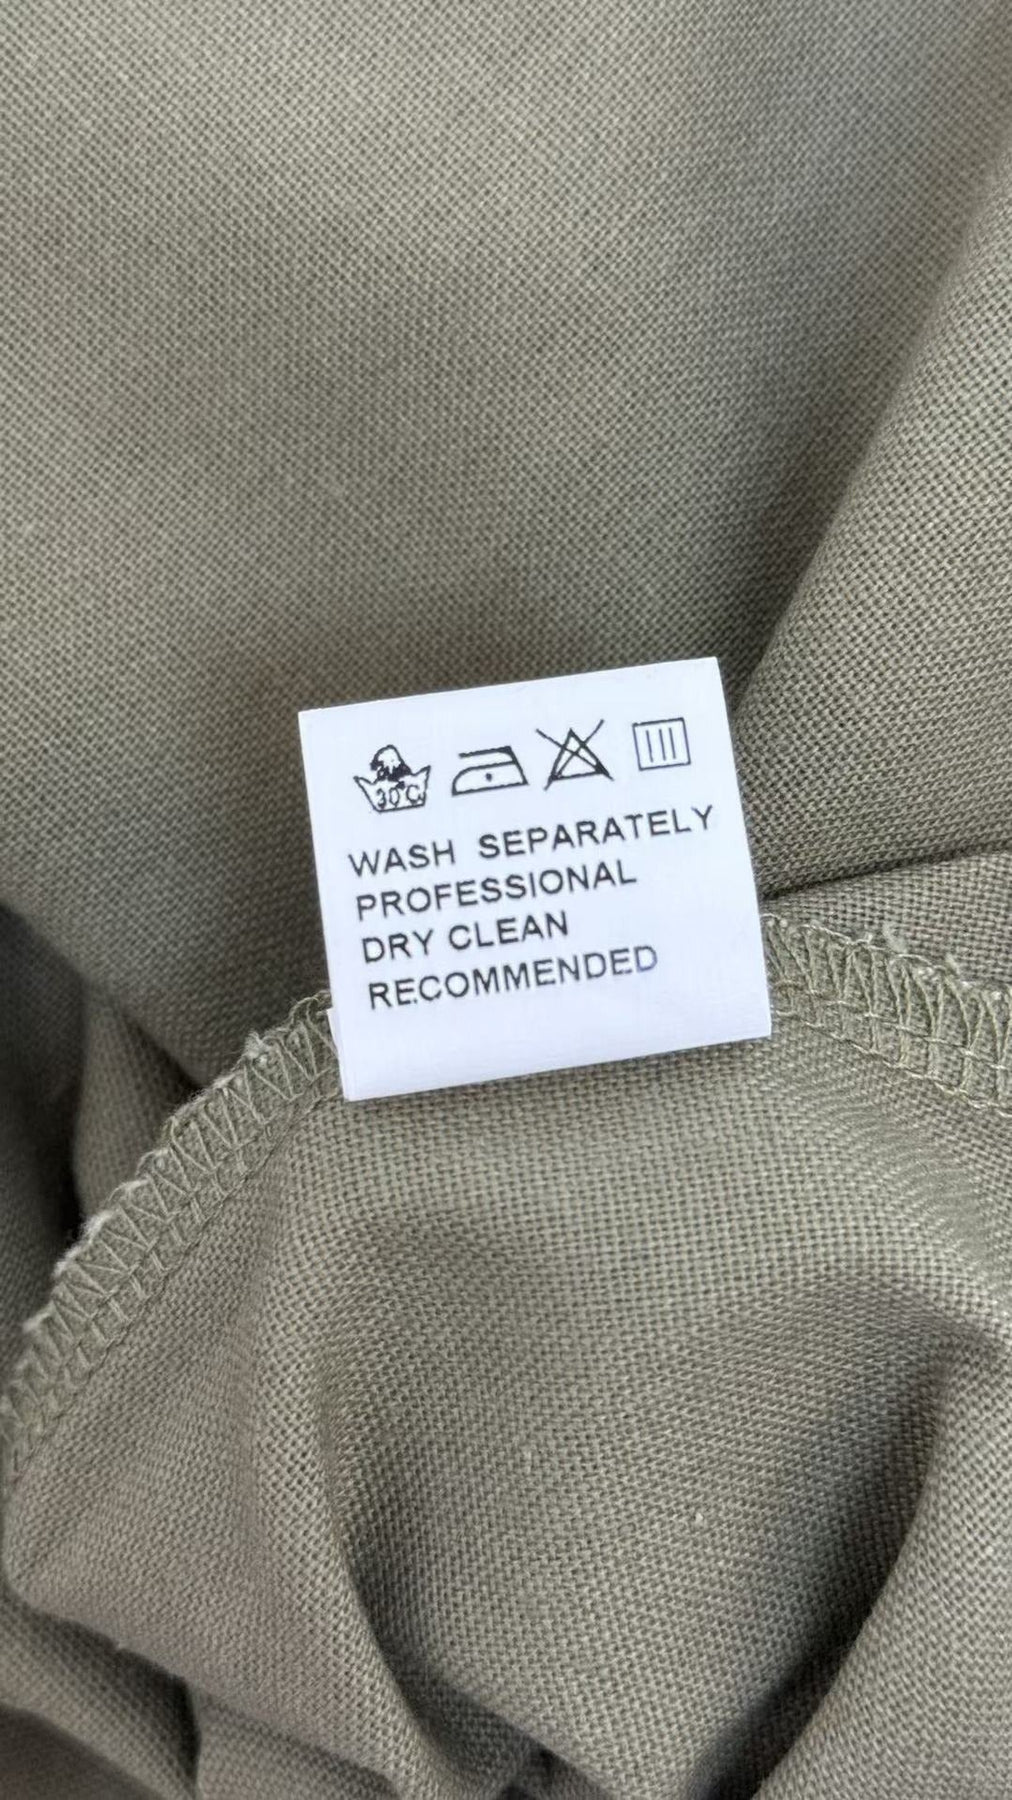 30°C
WASH SEPARATELY
PROFESSIONAL
DRY CLEAN
RECOMMENDED